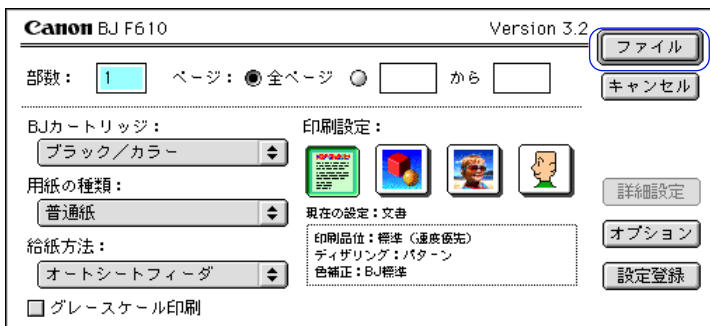 Canon BJ F610
Version 3.2
ファイル
部数：
1
ページ：
全ページ
から
キャンセル
BJカートリッジ：
ブラック／カラー
印刷設定：
用紙の種類：
普通紙
現在の設定：文書
詳細設定
給紙方法：
オートシートフィーダ
印刷品位：標準（速度優先）
ディザリング：パターン
色補正：BJ標準
オプション
設定登録
グレースケール印刷